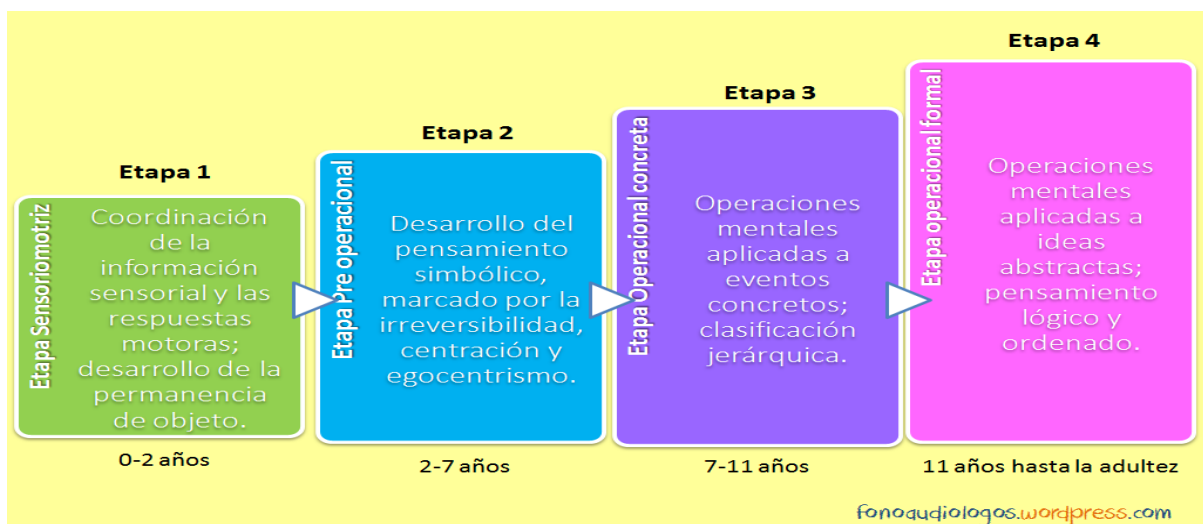 Etapa 1
Etapa Sensoriomotriz
Coordinación
de la
información
sensorial y las
respuestas
motoras;
desarrollo de la
permanencia
de objeto.
0-2 años
Etapa 2
Etapa Pre operacional
Desarrollo del
pensamiento
simbólico,
marcado por la
irreversibilidad,
centración y
egocentrismo.
2-7 años
Etapa 3
Etapa Operacional concreta
Operaciones
mentales
aplicadas a
eventos
concretos;
clasificación
jerárquica.
7-11 años
Etapa 4
Etapa operacional formal
Operaciones
mentales
aplicadas a
ideas
abstractas;
pensamiento
lógico y
ordenado.
11 años hasta la adultez
fonoaudiologos.wordpress.com